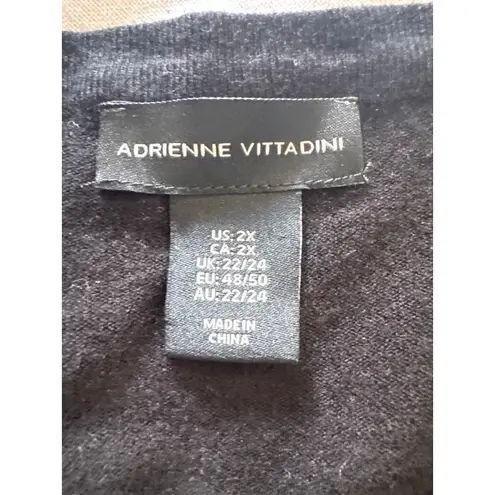 ADRIENNE VITTADINI
US: 2X
CA: 2X
UK: 22/24
EU: 48/50
AU: 22/24
MADE IN
CHINA